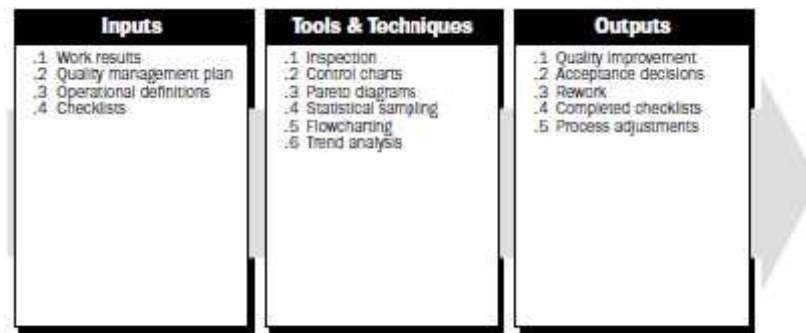 Inputs
.1 Work results
.2 Quality management plan
.3 Operational definitions
.4 Checklists
Tools & Techniques
.1 Inspection
.2 Control charts
.3 Pareto diagrams
.4 Statistical sampling
.5 Flowcharting
.6 Trend analysis
Outputs
.1 Quality improvement
.2 Acceptance decisions
.3 Rework
.4 Completed checklists
.5 Process adjustments